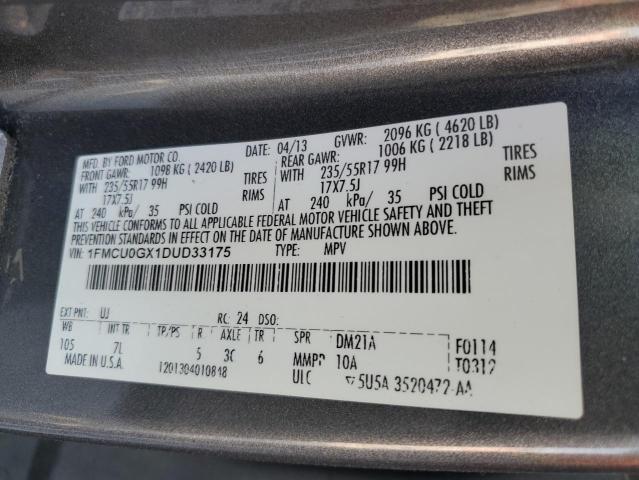 MFD. BY FORD MOTOR CO. 04/13 GVWR: 2096 KG ( 4620 LB)
FRONT GAWR: 1098 KG ( 2420 LB) REAR GAWR: 1006 KG ( 2218 LB)
WITH 235/55R17 99H TIRES WITH 235/55R17 99H TIRES
17X7.5J RIMS 17X7.5J RIMS
AT 240 kPa/ 35 PSI COLD AT 240 kPa/ 35 PSI COLD
THIS VEHICLE CONFORMS TO ALL APPLICABLE FEDERAL MOTOR VEHICLE SAFETY AND THEFT
PREVENTION STANDARDS IN EFFECT ON THE DATE OF MANUFACTURE SHOWN ABOVE.
VIN: 1FMCU0GX1DUD33175 TYPE: MPV
EXT PNT: UJ RC: 24 DSO:
WB INT TR TP/PS R AXLE TR SPR DM21A F0114
105 7L 5 3C 6 MMPP 10A T0312
MADE IN U.S.A. 1201304010848 ULC 5U5A 3520472-AA